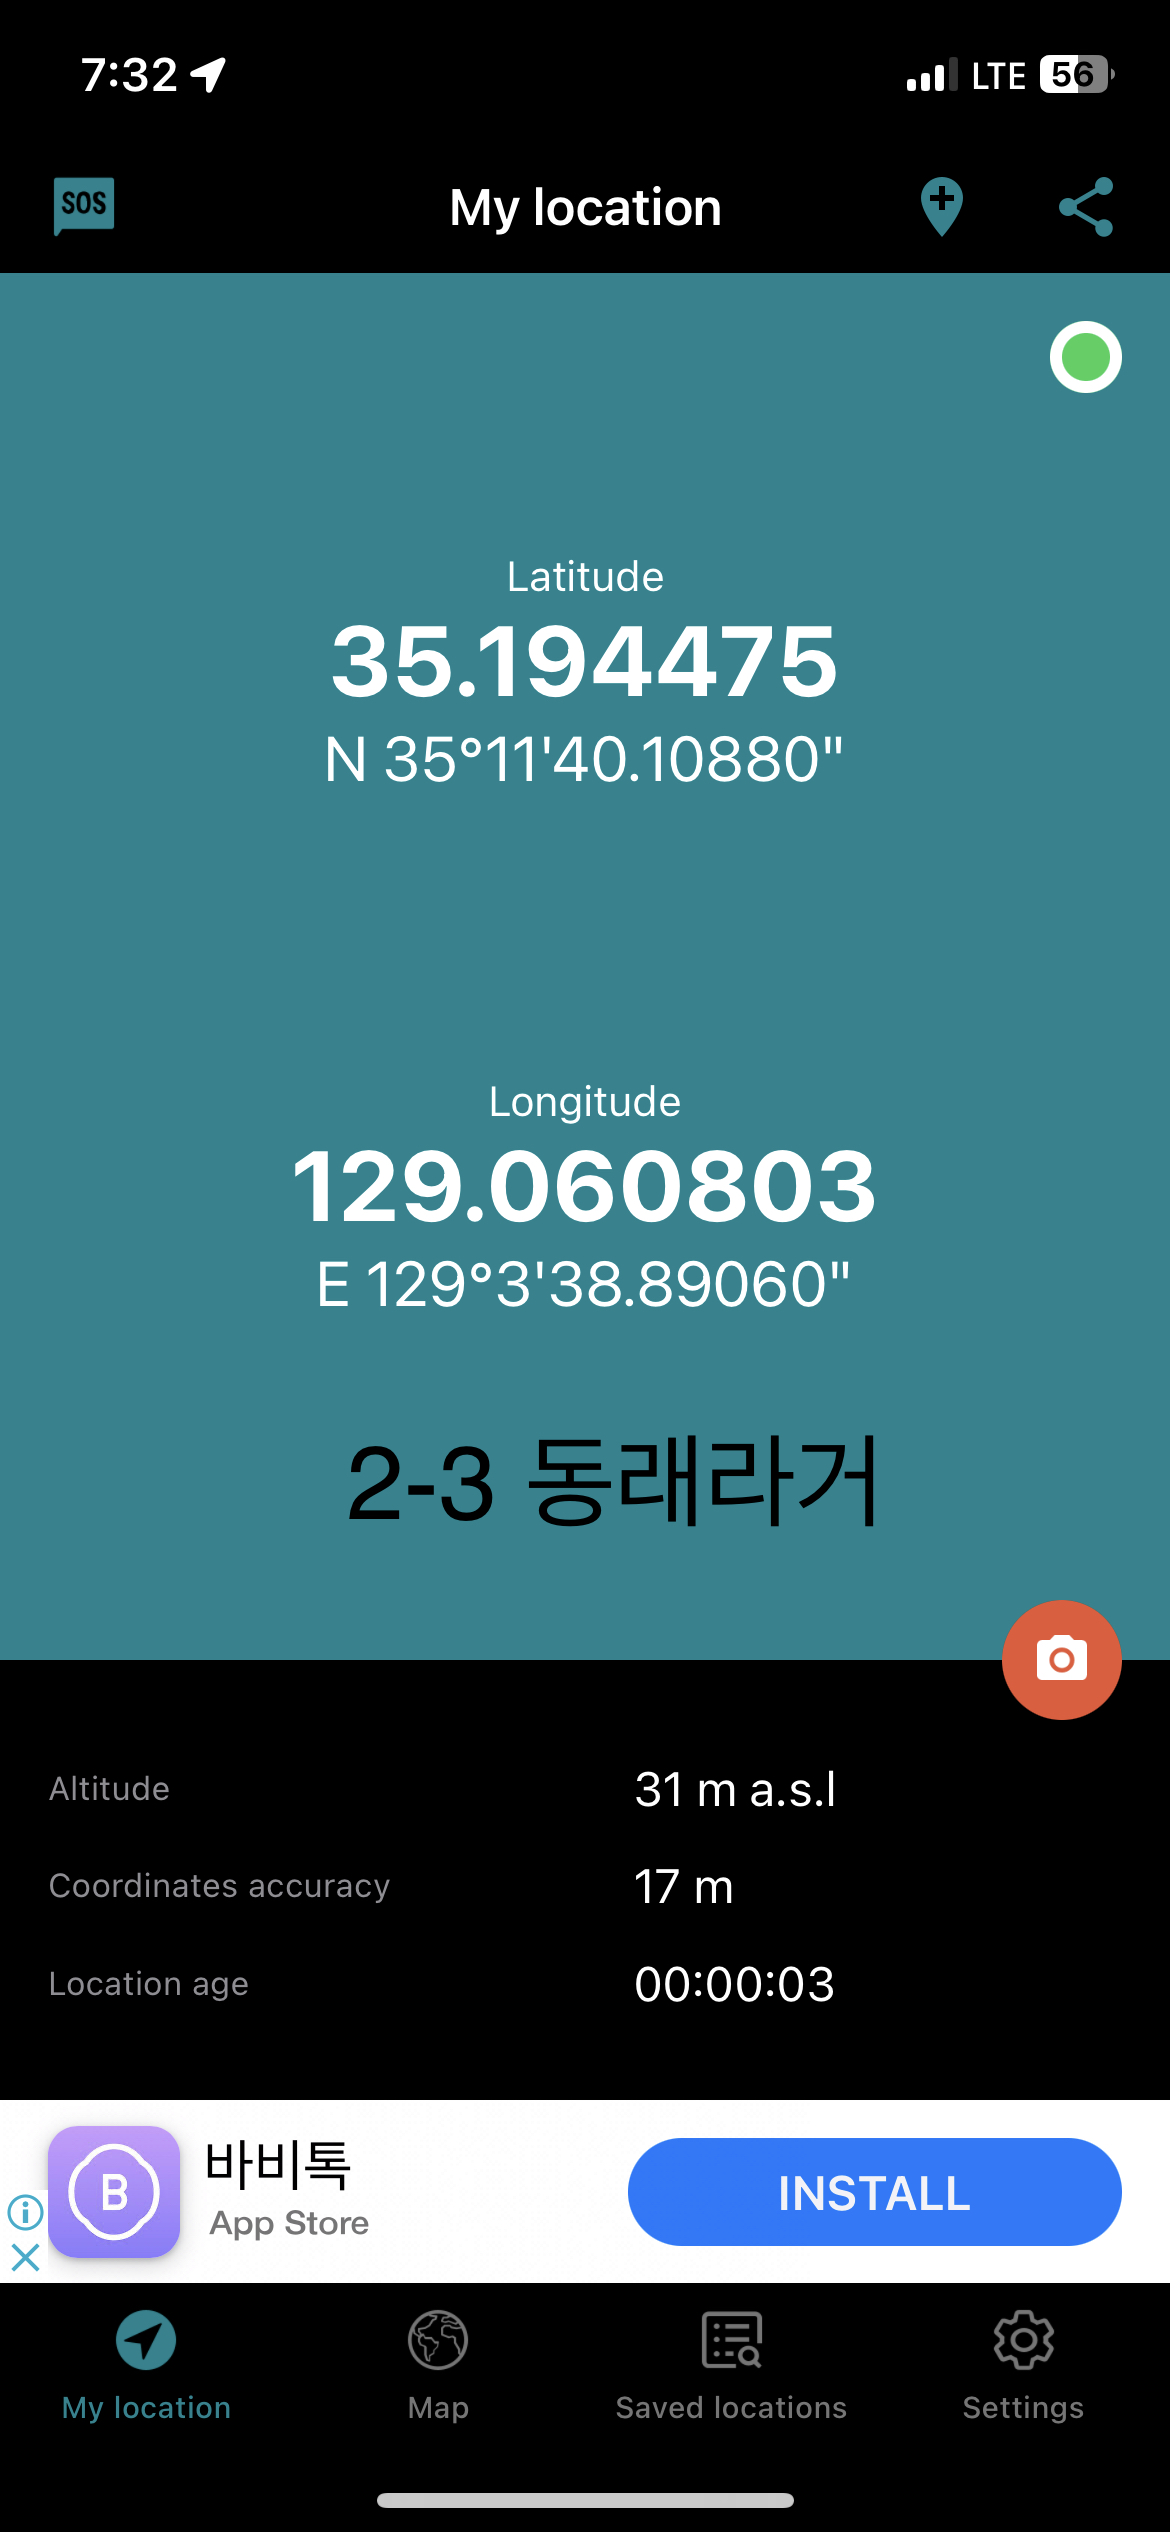 7:32 LTE 56
SOS My location
Latitude
35.194475
N 35°11'40.10880"
Longitude
129.060803
E 129°3'38.89060"
2-3 동래라거
Altitude 31 m a.s.l
Coordinates accuracy 17 m
Location age 00:00:03
B 바비톡
App Store
INSTALL
My location Map Saved locations Settings